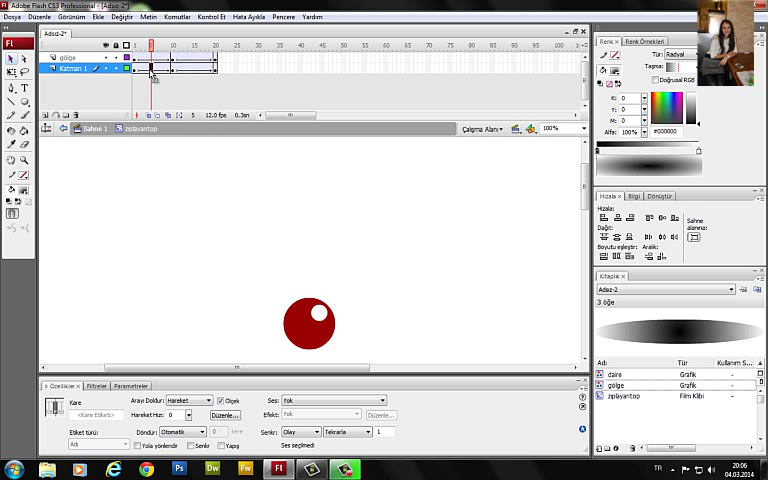 Adobe Flash CS3 Professional - [Adsız-2*]
Dosya Düzenle Görünüm Ekle Değiştir Metin Komutlar Kontrol Et Hata Ayıkla Pencere Yardım
Adsız-2*
1 5 10 15 20 25 30 35 40 45 50 55 60 65 70 75 80 85 90 95 100
gölge
Katman 1
5 12.0 fps 0.3sn
Sahne 1 zıplayantop Çalışma Alanı 100%
Renk Renk Örnekleri
Tür: Radyal
Taşma:
Doğrusal RGB
K: 0
Y: 0
M: 0
Alfa: 100% #000000
Hizala Bilgi Dönüştür
Hizala:
Dağıt:
Boyutu eşleştir: Aralık:
Sahne
alanına:
Kitaplık
Adsız-2
3 öğe
Adı Tür Kullanım S...
daire Grafik -
gölge Grafik -
zıplayantop Film Klibi -
Özellikler Filtreler Parametreler
Kare
<Kare Etiketi>
Etiket türü:
Adı
Arayı Doldur: Hareket Ölçek
Hareket Hızı: 0 Düzenle...
Döndür: Otomatik 0 kere
Yola yönlendir Senkr Yapış
Ses: Yok
Efekt: Yok Düzenle...
Senkr: Olay Tekrarla 1
Ses seçilmedi
Fl
Ps Dw Fw Fl
TR
20:06
04.03.2014